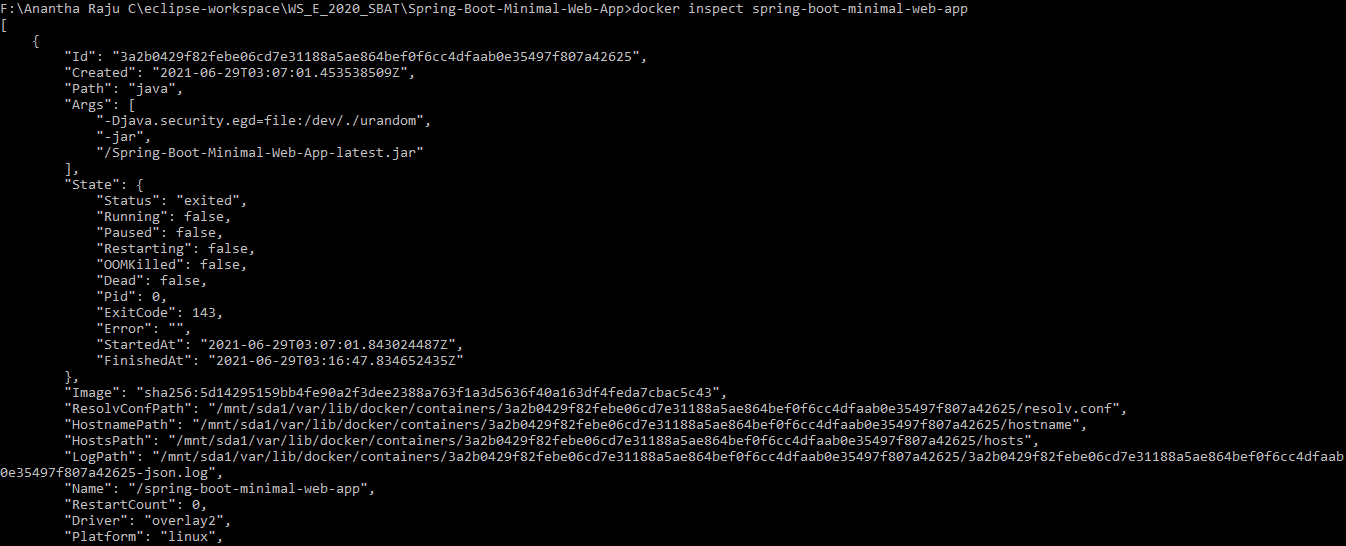 F:\Anantha Raju C\eclipse-workspace\WS_E_2020_SBAT\Spring-Boot-Minimal-Web-App>docker inspect spring-boot-minimal-web-app
[
    {
        "Id": "3a2b0429f82febe06cd7e31188a5ae864bef0f6cc4dfaab0e35497f807a42625",
        "Created": "2021-06-29T03:07:01.453538509Z",
        "Path": "java",
        "Args": [
            "-Djava.security.egd=file:/dev/./urandom",
            "-jar",
            "/Spring-Boot-Minimal-Web-App-latest.jar"
        ],
        "State": {
            "Status": "exited",
            "Running": false,
            "Paused": false,
            "Restarting": false,
            "OOMKilled": false,
            "Dead": false,
            "Pid": 0,
            "ExitCode": 143,
            "Error": "",
            "StartedAt": "2021-06-29T03:07:01.843024487Z",
            "FinishedAt": "2021-06-29T03:16:47.834652435Z"
        },
        "Image": "sha256:5d14295159bb4fe90a2f3dee2388a763f1a3d5636f40a163df4feda7cbac5c43",
        "ResolvConfPath": "/mnt/sda1/var/lib/docker/containers/3a2b0429f82febe06cd7e31188a5ae864bef0f6cc4dfaab0e35497f807a42625/resolv.conf",
        "HostnamePath": "/mnt/sda1/var/lib/docker/containers/3a2b0429f82febe06cd7e31188a5ae864bef0f6cc4dfaab0e35497f807a42625/hostname",
        "HostsPath": "/mnt/sda1/var/lib/docker/containers/3a2b0429f82febe06cd7e31188a5ae864bef0f6cc4dfaab0e35497f807a42625/hosts",
        "LogPath": "/mnt/sda1/var/lib/docker/containers/3a2b0429f82febe06cd7e31188a5ae864bef0f6cc4dfaab0e35497f807a42625/3a2b0429f82febe06cd7e31188a5ae864bef0f6cc4dfaab
0e35497f807a42625-json.log",
        "Name": "/spring-boot-minimal-web-app",
        "RestartCount": 0,
        "Driver": "overlay2",
        "Platform": "linux",